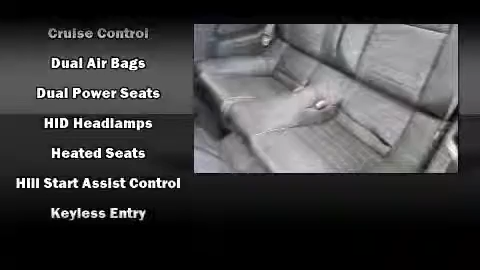 Cruise Control
Dual Air Bags
Dual Power Seats
HID Headlamps
Heated Seats
Hill Start Assist Control
Keyless Entry